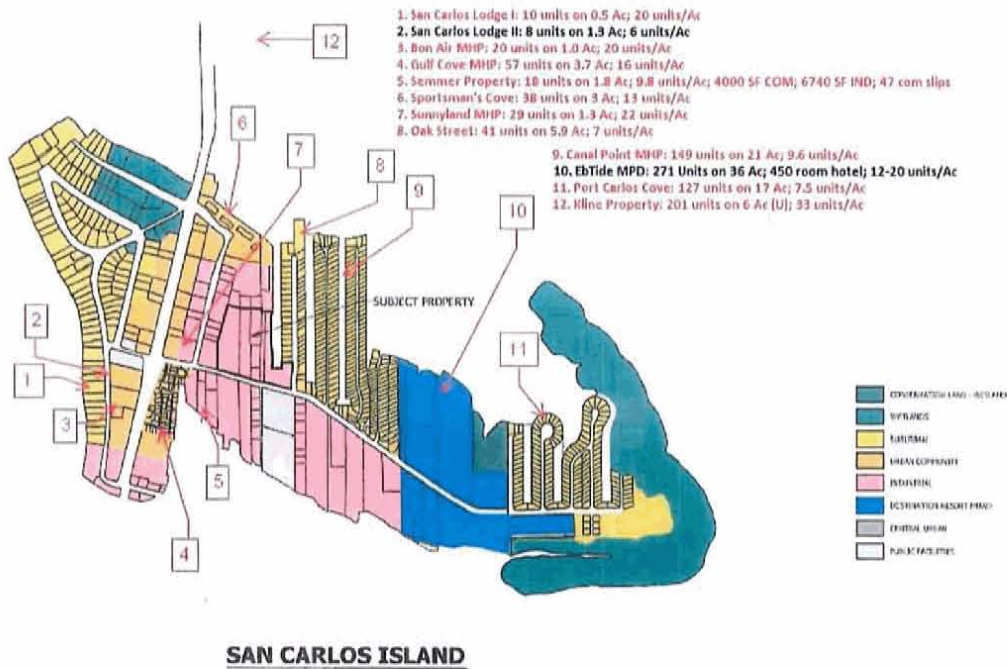 1. San Carlos Lodge I: 10 units on 0.5 Ac; 20 units/Ac
2. San Carlos Lodge II: 8 units on 1.3 Ac; 6 units/Ac
3. Bon Air MHP: 20 units on 1.0 Ac; 20 units/Ac
4. Gulf Cove MHP: 57 units on 3.7 Ac; 16 units/Ac
5. Semmer Property: 18 units on 1.8 Ac; 9.8 units/Ac; 4000 SF COM; 6740 SF IND; 47 com slips
6. Sportsman's Cove: 38 units on 3 Ac; 13 units/Ac
7. Sunnyland MHP: 29 units on 1.3 Ac; 22 units/Ac
8. Oak Street: 41 units on 5.9 Ac; 7 units/Ac
9. Canal Point MHP: 149 units on 21 Ac; 9.6 units/Ac
10. EbTide MPD: 271 Units on 36 Ac; 450 room hotel; 12-20 units/Ac
11. Port Carlos Cove: 127 units on 17 Ac; 7.5 units/Ac
12. Kline Property: 201 units on 6 Ac (U); 33 units/Ac
12
6
7
8
9
10
SUBJECT PROPERTY
2
11
1
3
5
4
CONSERVATION LAND - WETLAND
WETLANDS
SUBURBAN
URBAN COMMUNITY
INDUSTRIAL
DESTINATION RESORT
CENTRAL URBAN
PUBLIC FACILITIES
SAN CARLOS ISLAND